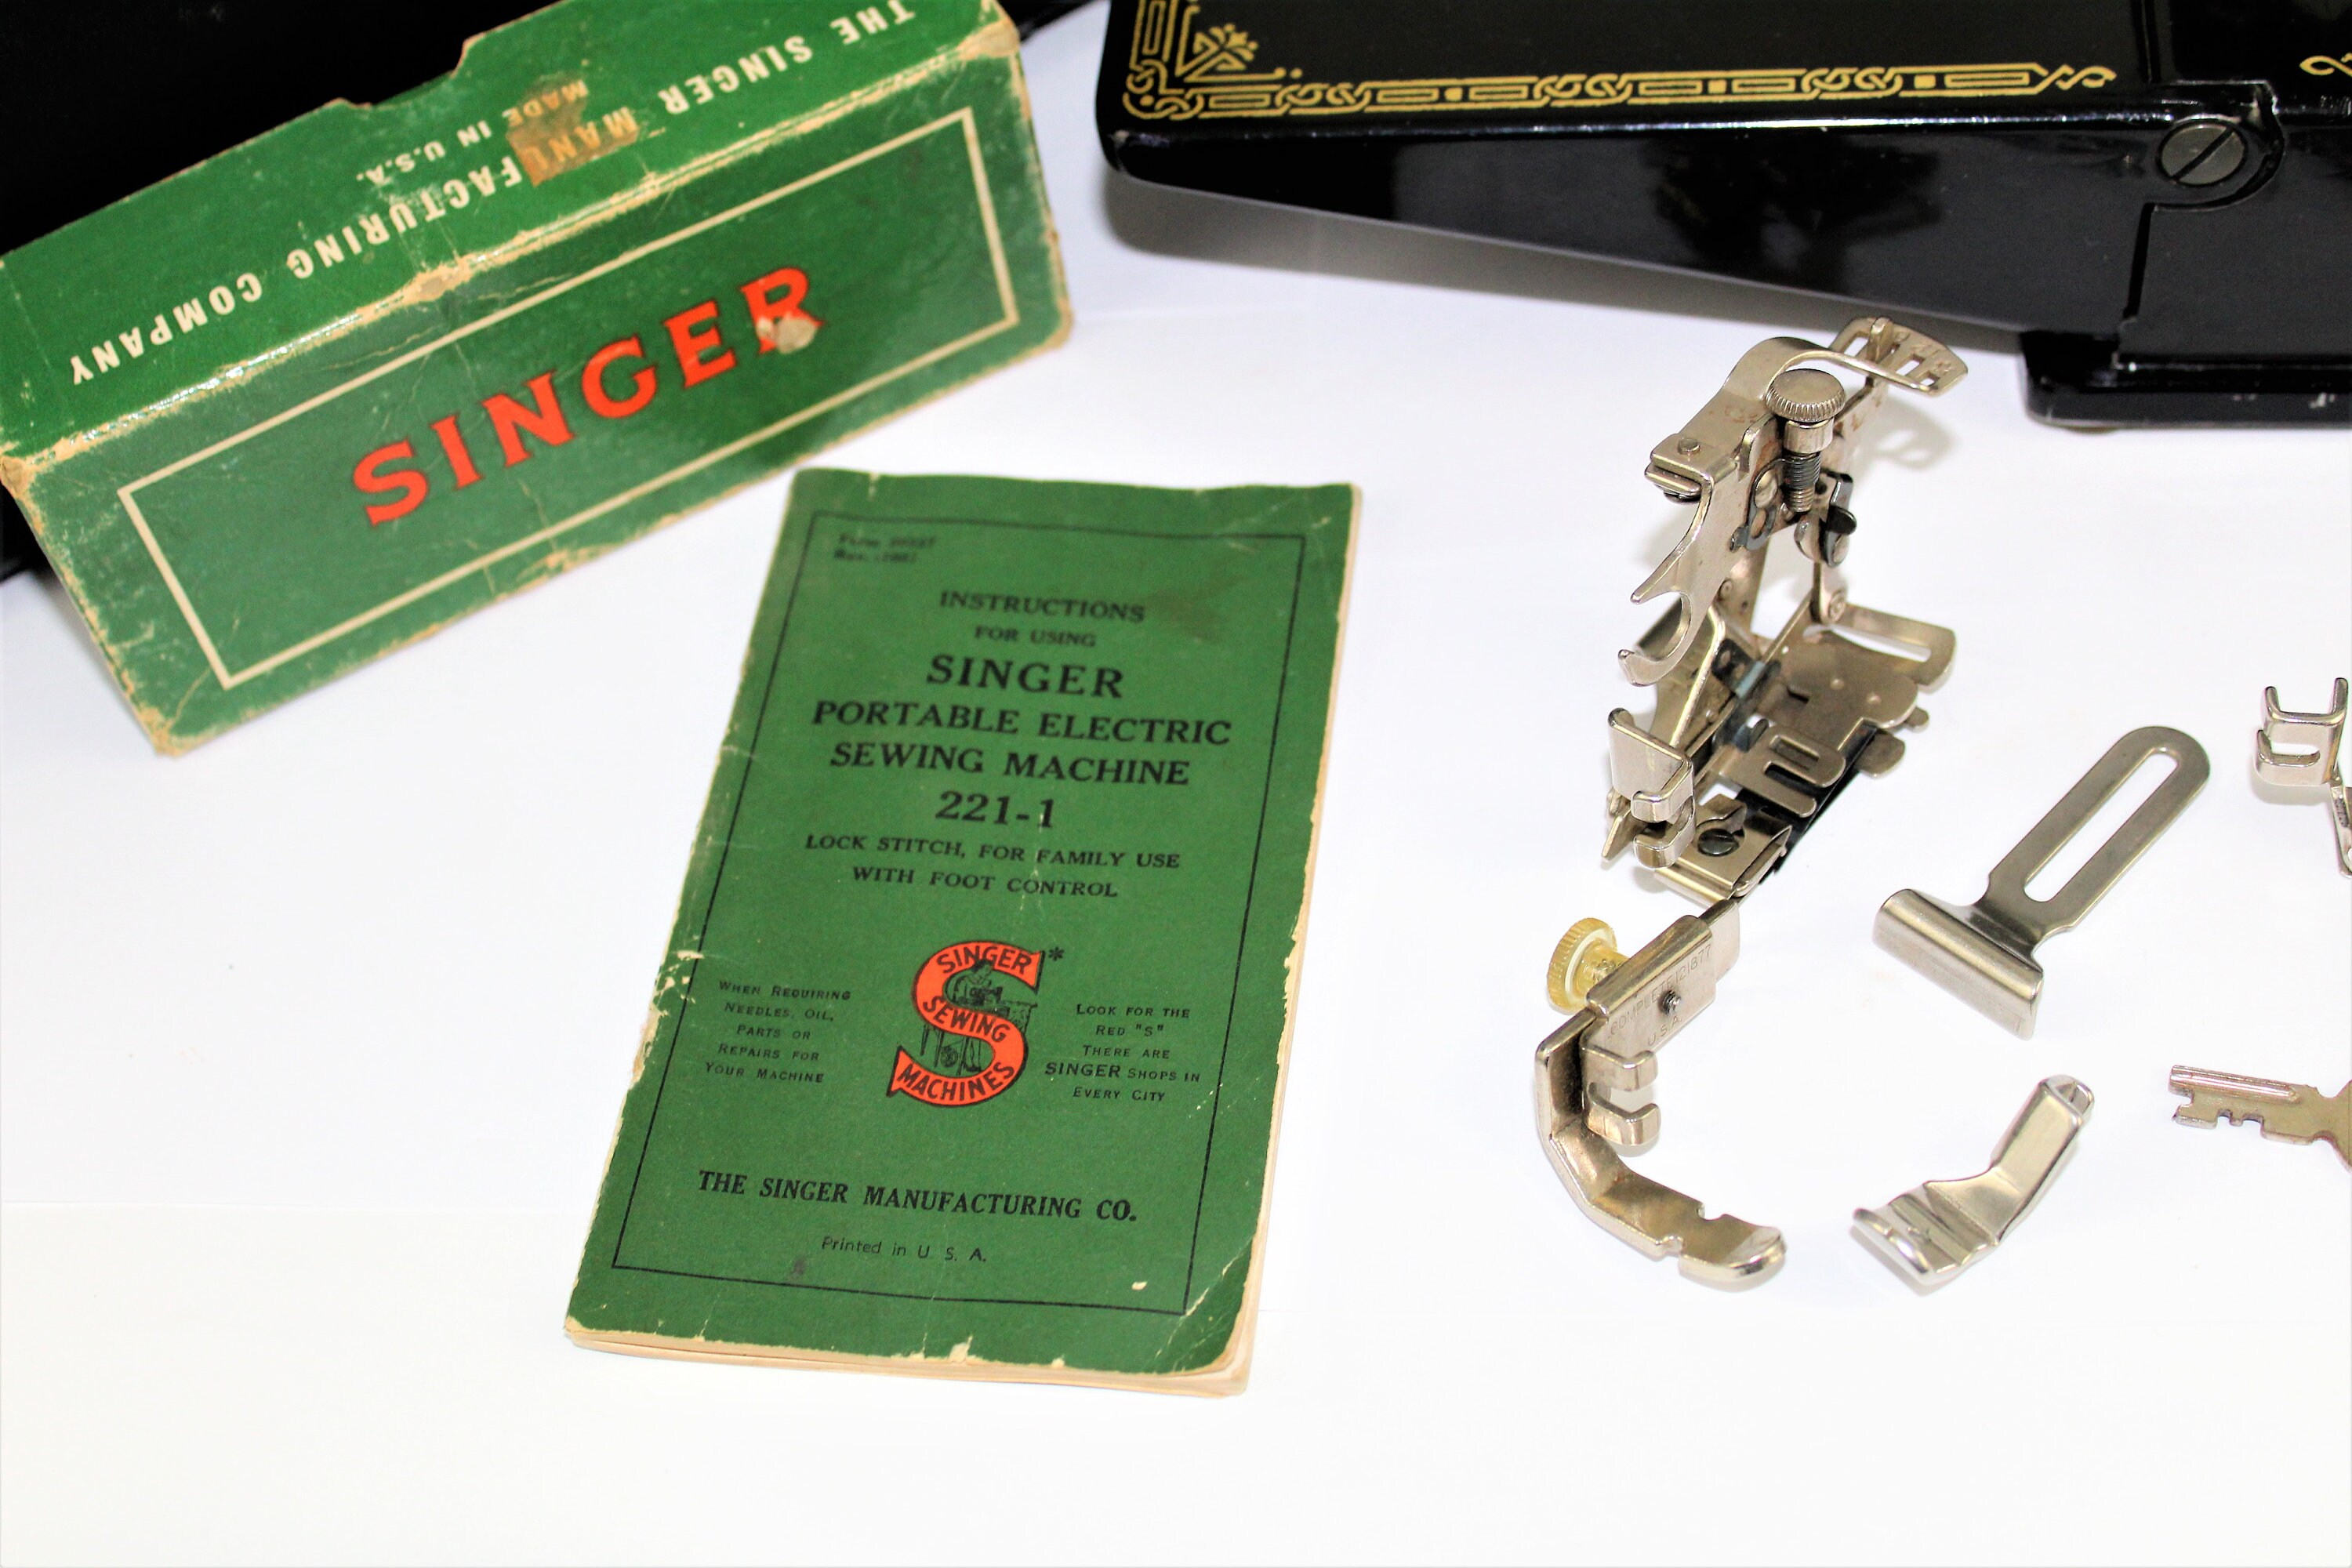 THE SINGER MANUFACTURING COMPANY
MADE IN U.S.A.
SINGER
INSTRUCTIONS
FOR USING
SINGER
PORTABLE ELECTRIC
SEWING MACHINE
221-1
LOCK STITCH, FOR FAMILY USE
WITH FOOT CONTROL
WHEN REQUIRING
NEEDLES, OIL,
PARTS OR
REPAIRS FOR
YOUR MACHINE
SINGER *
SEWING
MACHINES
LOOK FOR THE
RED "S"
THERE ARE
SINGER SHOPS IN
EVERY CITY
THE SINGER MANUFACTURING CO.
Printed in U. S. A.
121877
U.S.A.